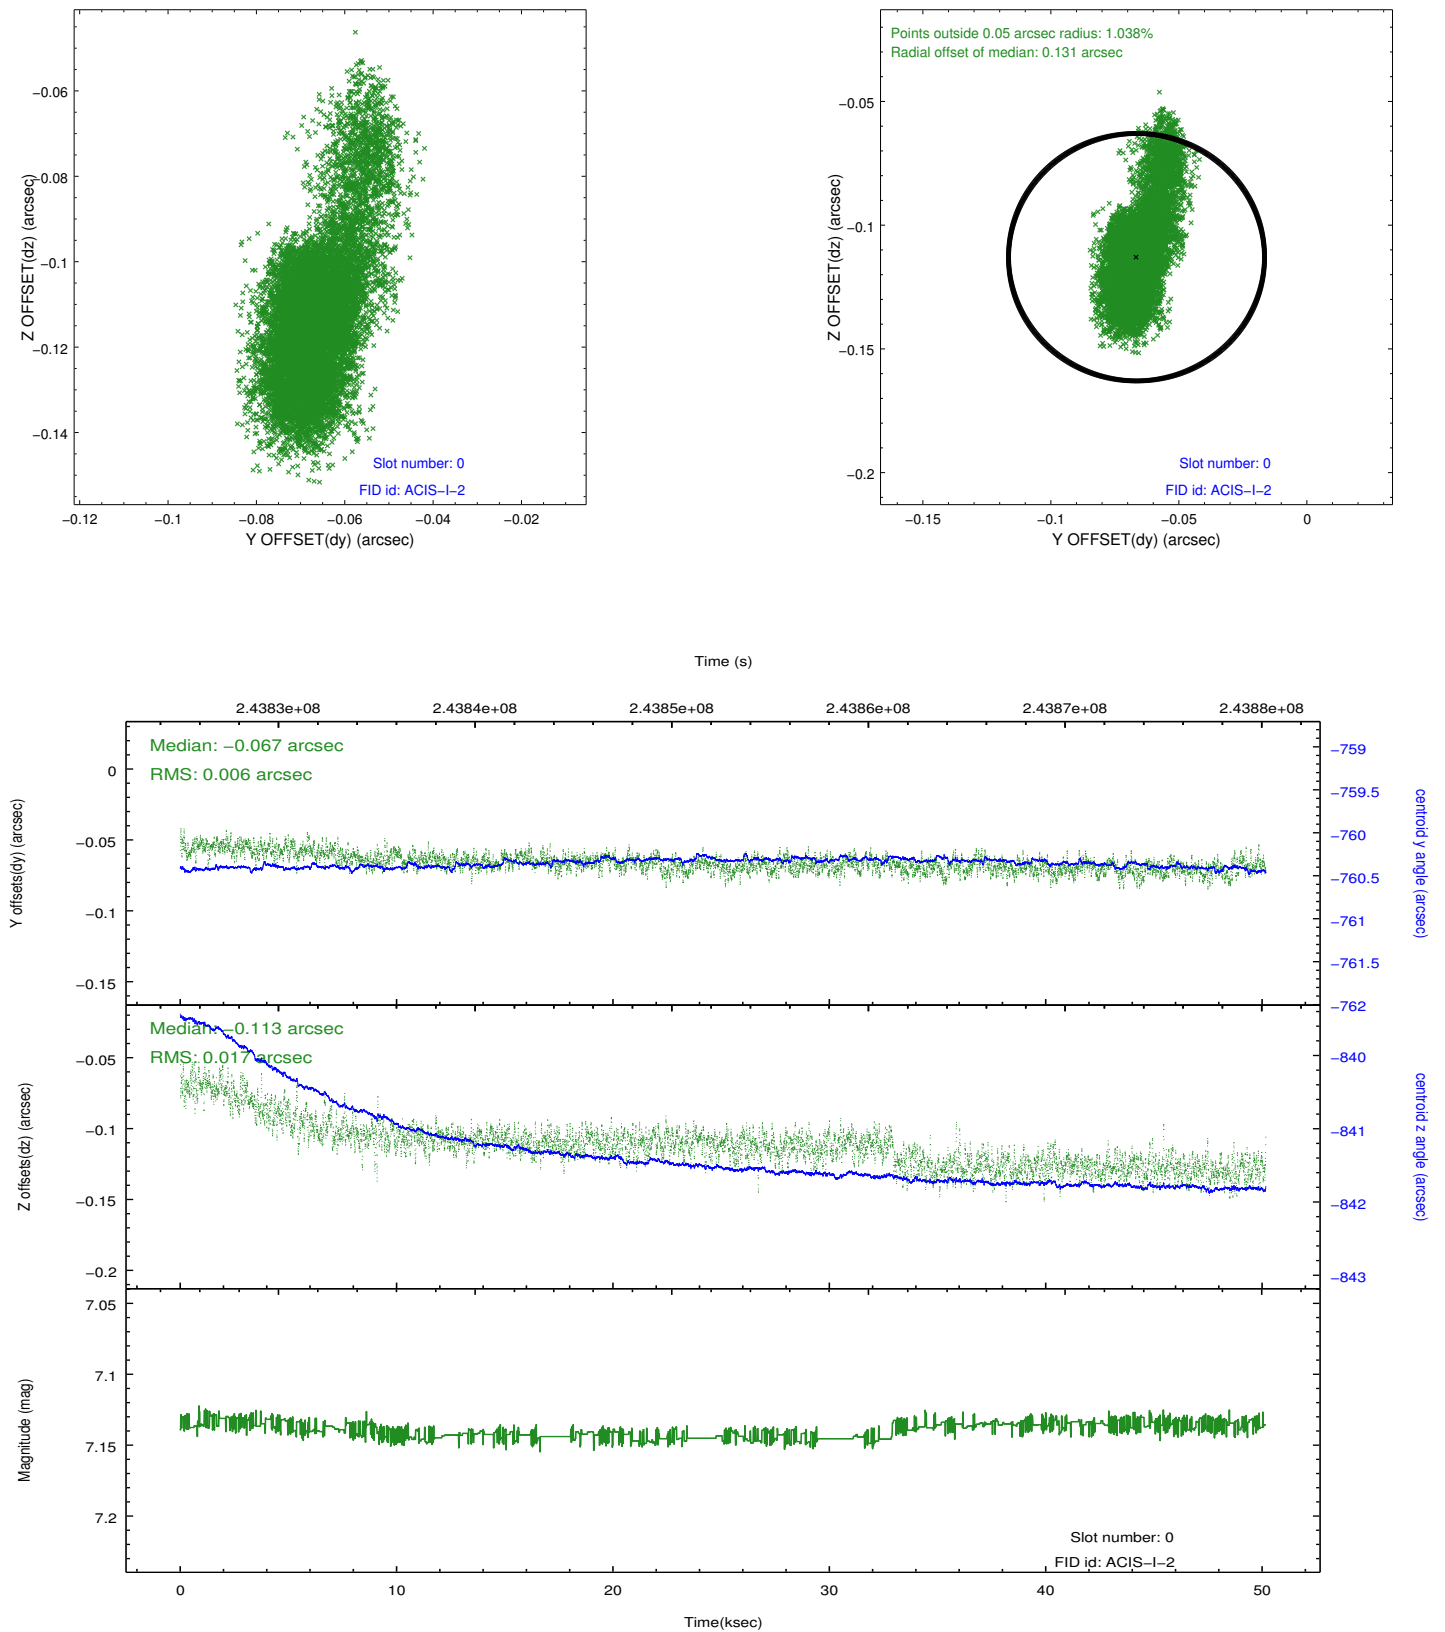 −0.06
−0.08
−0.1
−0.12
−0.14
Z OFFSET(dz) (arcsec)
Slot number: 0
FID id: ACIS−I−2
−0.12
−0.1
−0.08
−0.06
−0.04
−0.02
Y OFFSET(dy) (arcsec)
Points outside 0.05 arcsec radius: 1.038%
Radial offset of median: 0.131 arcsec
−0.05
−0.1
−0.15
−0.2
Z OFFSET(dz) (arcsec)
Slot number: 0
FID id: ACIS−I−2
−0.15
−0.1
−0.05
0
Y OFFSET(dy) (arcsec)
Time (s)
2.4383e+08
2.4384e+08
2.4385e+08
2.4386e+08
2.4387e+08
2.4388e+08
Median: −0.067 arcsec
RMS: 0.006 arcsec
0
−0.05
−0.1
−0.15
Y offsets(dy) (arcsec)
−759
−759.5
−760
−760.5
−761
−761.5
−762
centroid y angle (arcsec)
Median: −0.113 arcsec
RMS: 0.017 arcsec
−0.05
−0.1
−0.15
−0.2
Z offsets(dz) (arcsec)
−840
−841
−842
−843
centroid z angle (arcsec)
7.05
7.1
7.15
7.2
Magnitude (mag)
Slot number: 0
FID id: ACIS−I−2
0
10
20
30
40
50
Time(ksec)